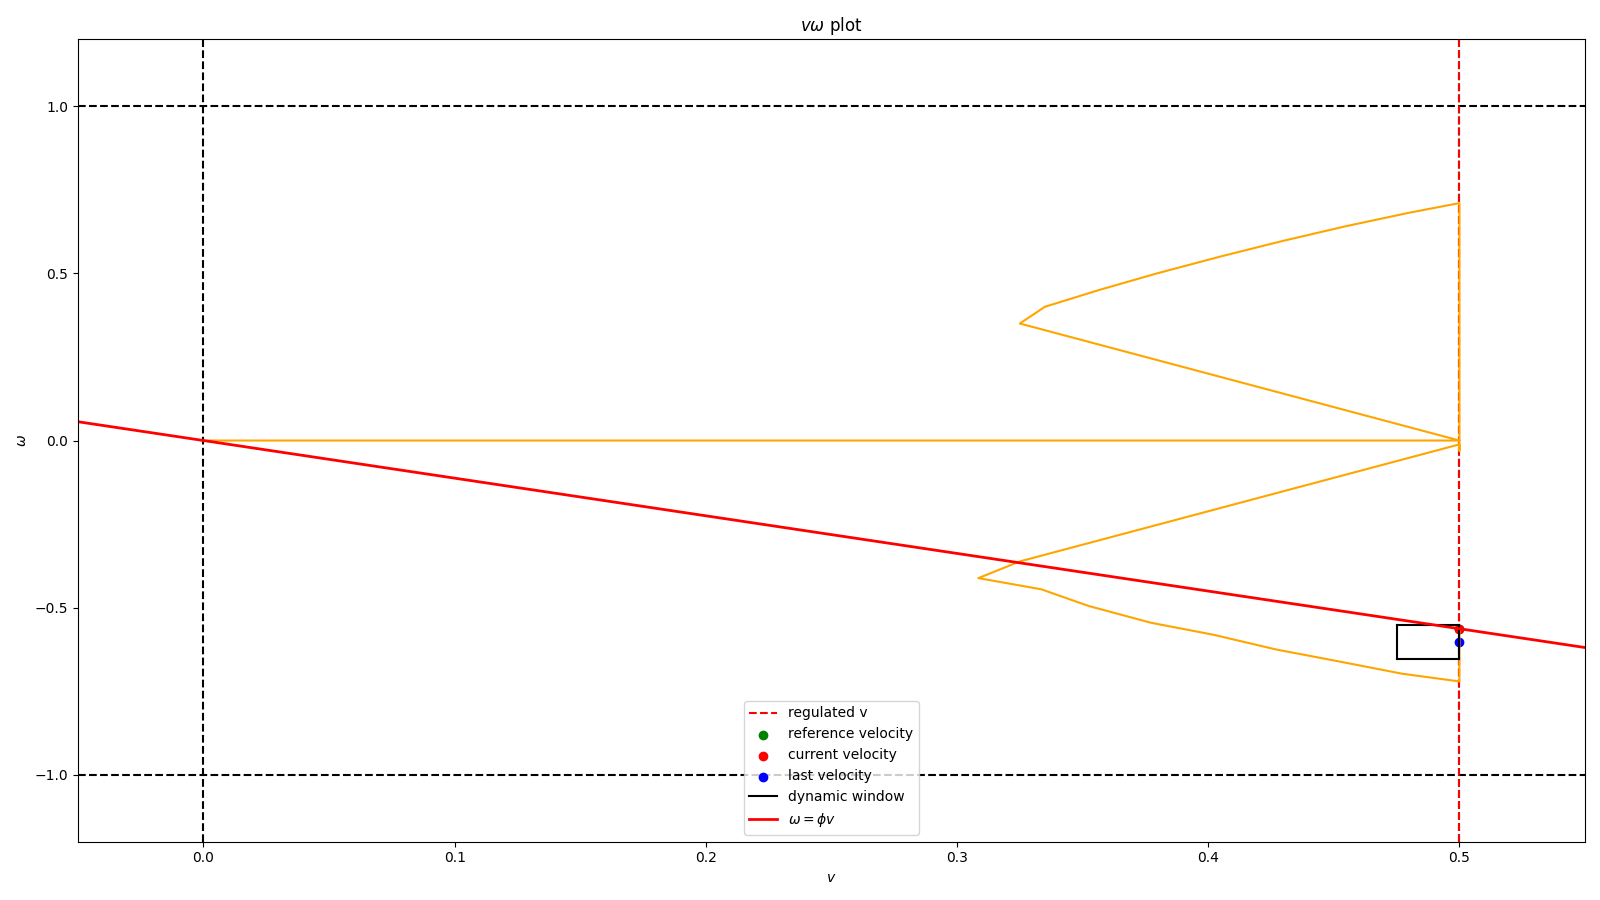 vω plot
1.0
0.5
0.0
−0.5
−1.0
ω
0.0 0.1 0.2 0.3 0.4 0.5
v
regulated v
reference velocity
current velocity
last velocity
dynamic window
ω = ϕv